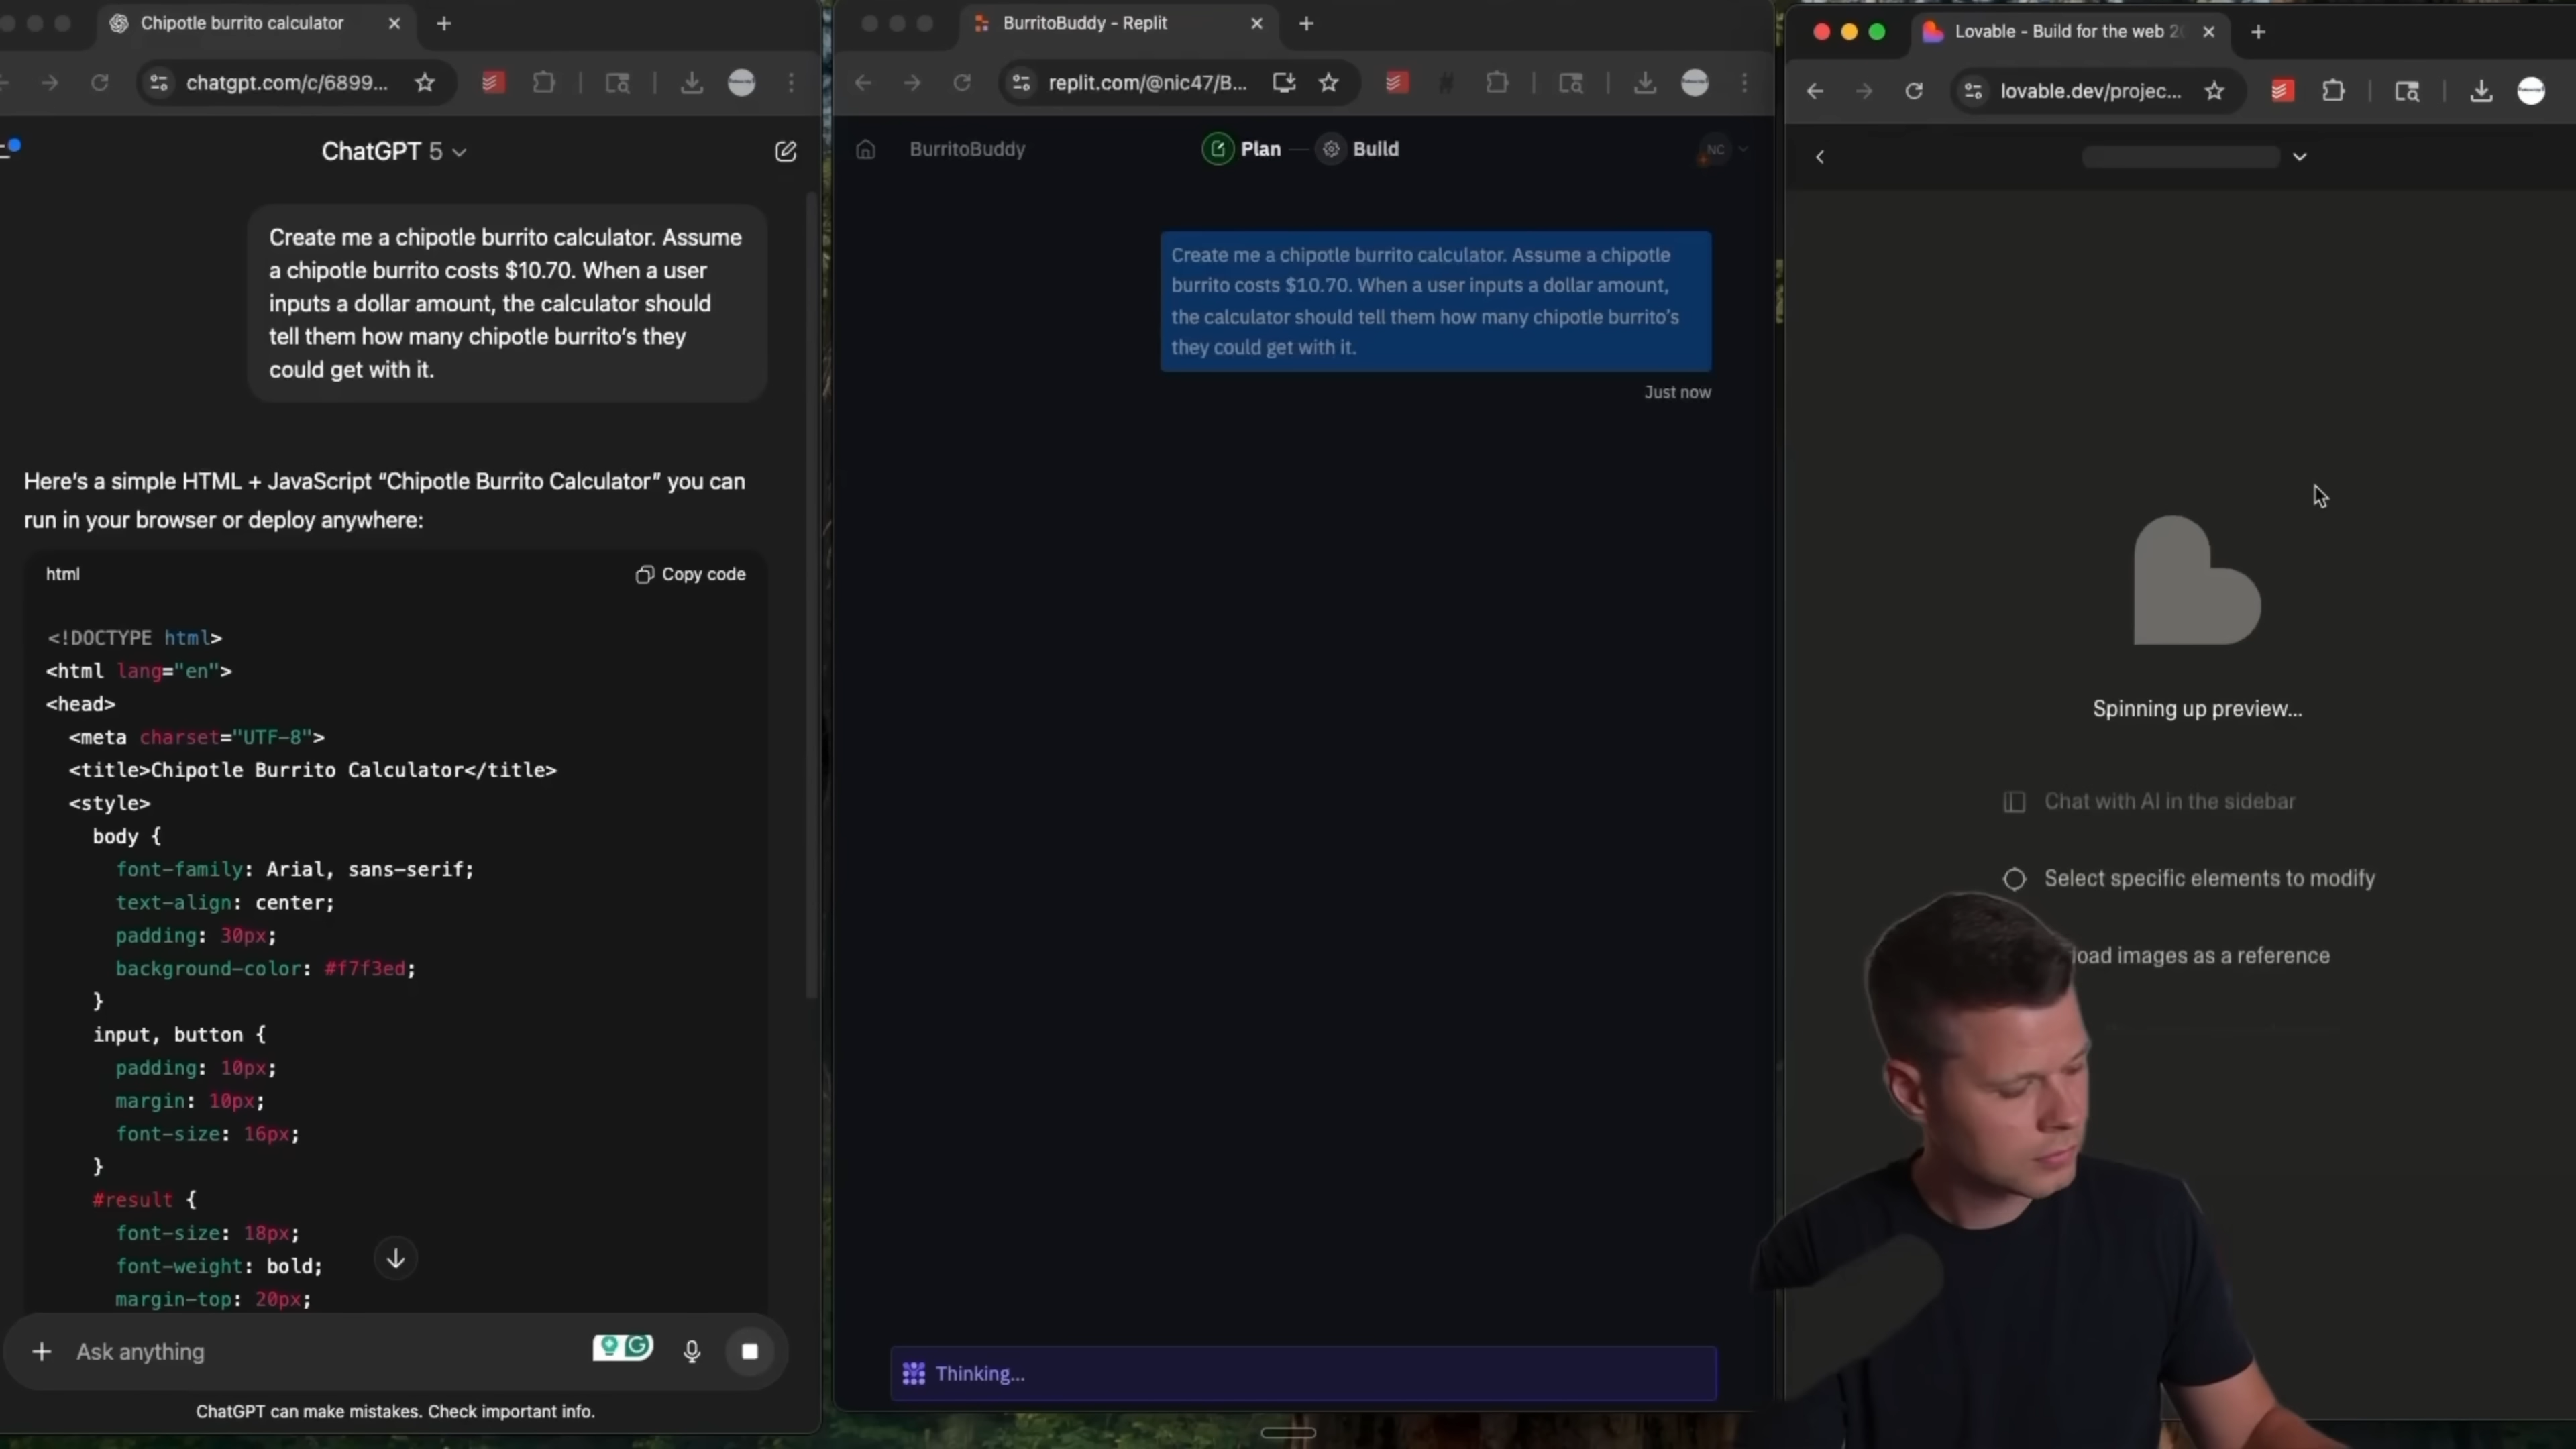 Chipotle burrito calculator
chatgpt.com/c/6899...
ChatGPT 5
Create me a chipotle burrito calculator. Assume
a chipotle burrito costs $10.70. When a user
inputs a dollar amount, the calculator should
tell them how many chipotle burrito’s they
could get with it.
Here’s a simple HTML + JavaScript “Chipotle Burrito Calculator” you can
run in your browser or deploy anywhere:
html
Copy code
<!DOCTYPE html>
<html lang="en">
<head>
<meta charset="UTF-8">
<title>Chipotle Burrito Calculator</title>
<style>
body {
font-family: Arial, sans-serif;
text-align: center;
padding: 30px;
background-color: #f7f3ed;
}
input, button {
padding: 10px;
margin: 10px;
font-size: 16px;
}
#result {
font-size: 18px;
font-weight: bold;
margin-top: 20px;
Ask anything
ChatGPT can make mistakes. Check important info.
BurritoBuddy - Replit
replit.com/@nic47/B...
BurritoBuddy
Plan
Build
NC
Create me a chipotle burrito calculator. Assume a chipotle
burrito costs $10.70. When a user inputs a dollar amount,
the calculator should tell them how many chipotle burrito’s
they could get with it.
Just now
Thinking...
Lovable - Build for the web
lovable.dev/projec...
Spinning up preview...
Chat with AI in the sidebar
Select specific elements to modify
load images as a reference